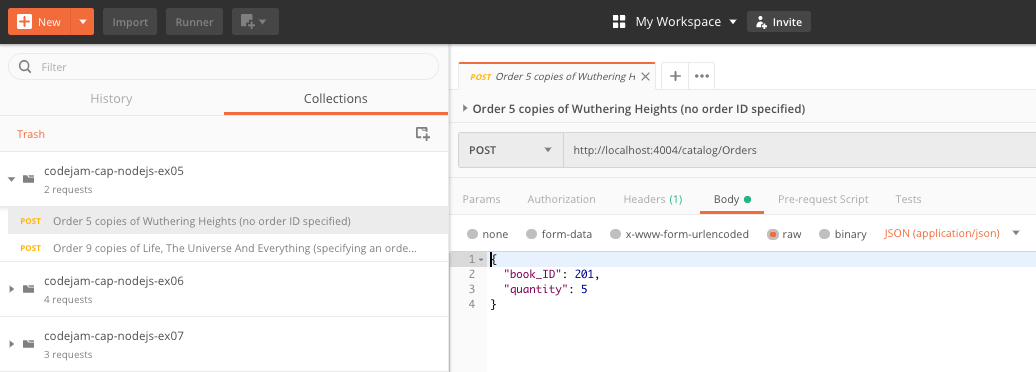 New
Import
Runner
My Workspace
Invite
Filter
History
Collections
Trash
codejam-cap-nodejs-ex05
2 requests
POST Order 5 copies of Wuthering Heights (no order ID specified)
POST Order 9 copies of Life, The Universe And Everything (specifying an orde...
codejam-cap-nodejs-ex06
4 requests
codejam-cap-nodejs-ex07
3 requests
POST Order 5 copies of Wuthering H
Order 5 copies of Wuthering Heights (no order ID specified)
POST
http://localhost:4004/catalog/Orders
Params
Authorization
Headers (1)
Body
Pre-request Script
Tests
none
form-data
x-www-form-urlencoded
raw
binary
JSON (application/json)
1 {
2 "book_ID": 201,
3 "quantity": 5
4 }